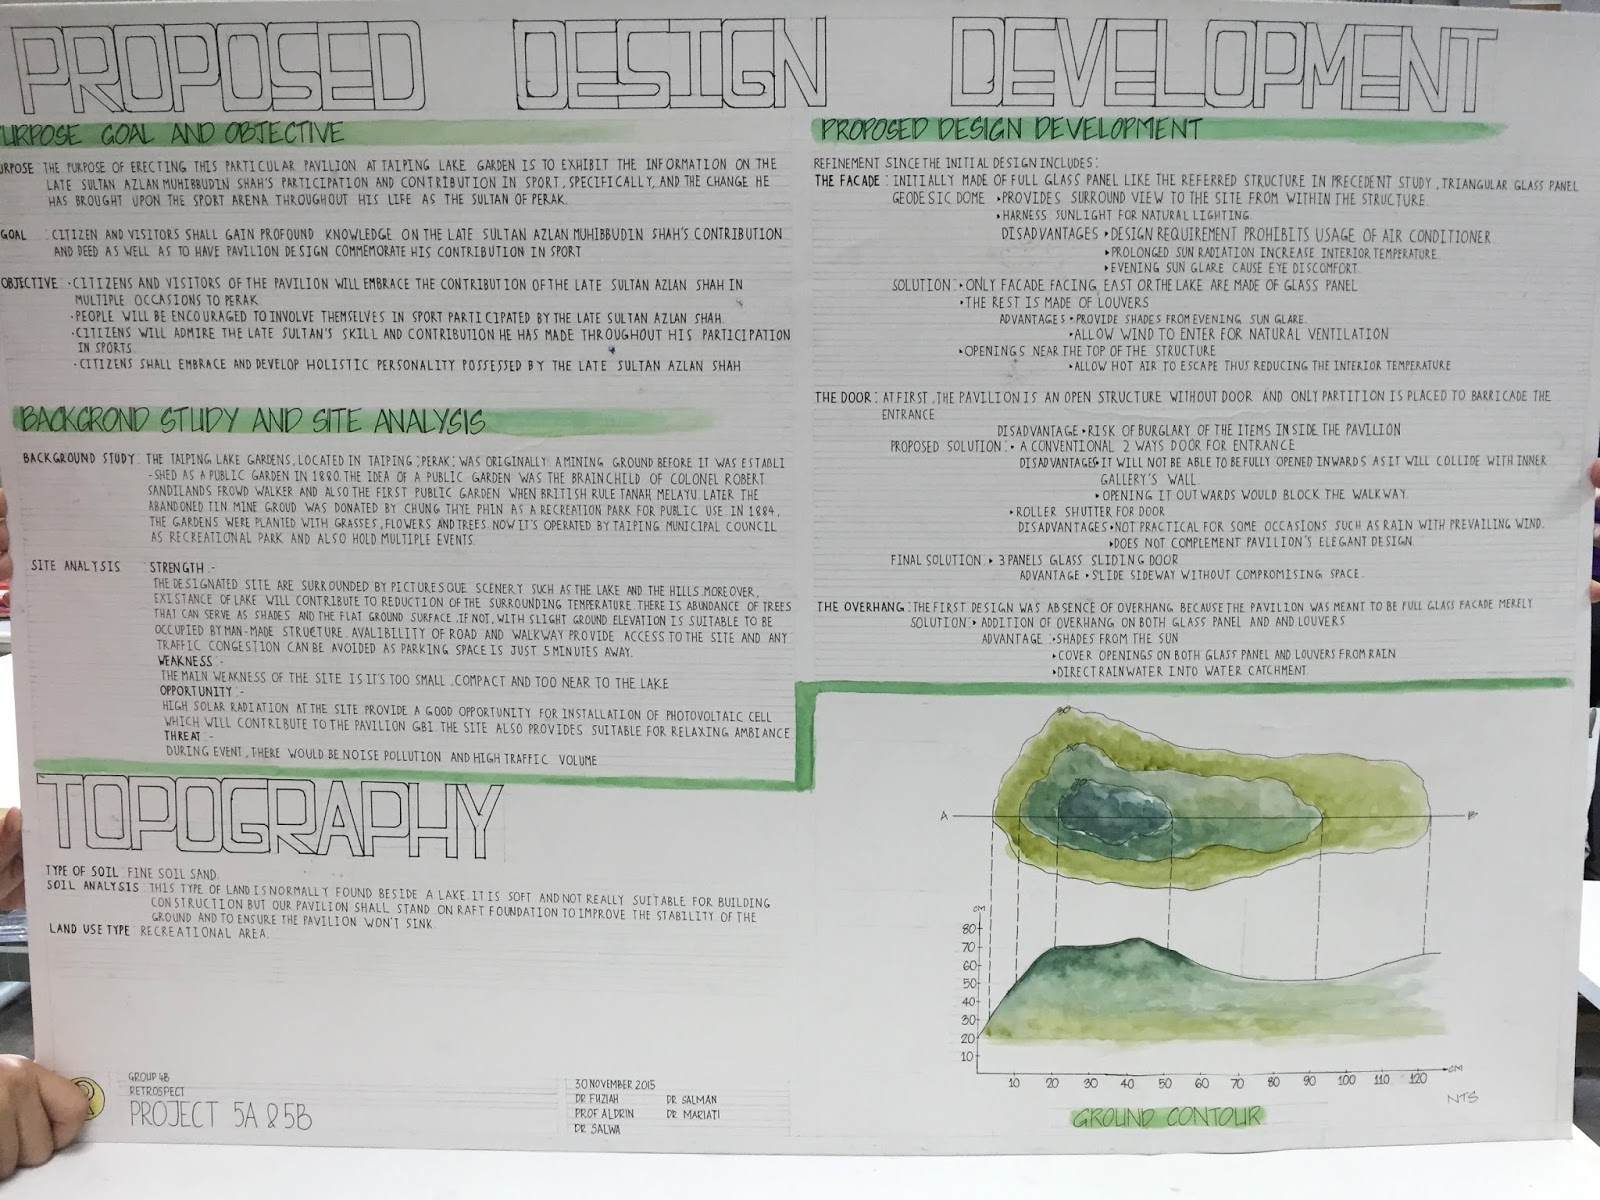 PROPOSED DESIGN DEVELOPMENT
URPOSE GOAL AND OBJECTIVE
URPOSE : THE PURPOSE OF ERECTING THIS PARTICULAR PAVILION AT TAIPING LAKE GARDEN IS TO EXHIBIT THE INFORMATION ON THE
LATE SULTAN AZLAN MUHIBBUDIN SHAH'S PARTICIPATION AND CONTRIBUTION IN SPORT, SPECIFICALLY, AND THE CHANGE HE
HAS BROUGHT UPON THE SPORT ARENA THROUGHOUT HIS LIFE AS THE SULTAN OF PERAK.
GOAL : CITIZEN AND VISITORS SHALL GAIN PROFOUND KNOWLEDGE ON THE LATE SULTAN AZLAN MUHIBBUDIN SHAH'S CONTRIBUTION
AND DEED AS WELL AS TO HAVE PAVILION DESIGN COMMEMORATE HIS CONTRIBUTION IN SPORT
OBJECTIVE : • CITIZENS AND VISITORS OF THE PAVILION WILL EMBRACE THE CONTRIBUTION OF THE LATE SULTAN AZLAN SHAH IN
MULTIPLE OCCASIONS TO PERAK.
• PEOPLE WILL BE ENCOURAGED TO INVOLVE THEMSELVES IN SPORT PARTICIPATED BY THE LATE SULTAN AZLAN SHAH.
• CITIZENS WILL ADMIRE THE LATE SULTAN'S SKILL AND CONTRIBUTION HE HAS MADE THROUGHOUT HIS PARTICIPATION
IN SPORTS.
• CITIZENS SHALL EMBRACE AND DEVELOP HOLISTIC PERSONALITY POSSESSED BY THE LATE SULTAN AZLAN SHAH
BACKGROND STUDY AND SITE ANALYSIS
BACKGROUND STUDY : THE TAIPING LAKE GARDENS, LOCATED IN TAIPING, PERAK, WAS ORIGINALLY A MINING GROUND BEFORE IT WAS ESTABLI
-SHED AS A PUBLIC GARDEN IN 1880. THE IDEA OF A PUBLIC GARDEN WAS THE BRAINCHILD OF COLONEL ROBERT
SANDILANDS FROWD WALKER AND ALSO THE FIRST PUBLIC GARDEN WHEN BRITISH RULE TANAH MELAYU. LATER THE
ABANDONED TIN MINE GROUD WAS DONATED BY CHUNG THYE PHIN AS A RECREATION PARK FOR PUBLIC USE. IN 1884,
THE GARDENS WERE PLANTED WITH GRASSES, FLOWERS AND TREES. NOW IT'S OPERATED BY TAIPING MUNICIPAL COUNCIL
AS RECREATIONAL PARK AND ALSO HOLD MULTIPLE EVENTS.
SITE ANALYSIS STRENGTH :-
THE DESIGNATED SITE ARE SURROUNDED BY PICTURESQUE SCENERY SUCH AS THE LAKE AND THE HILLS. MOREOVER,
EXISTANCE OF LAKE WILL CONTRIBUTE TO REDUCTION OF THE SURROUNDING TEMPERATURE. THERE IS ABUNDANCE OF TREES
THAT CAN SERVE AS SHADES AND THE FLAT GROUND SURFACE, IF NOT, WITH SLIGHT GROUND ELEVATION IS SUITABLE TO BE
OCCUPIED BY MAN-MADE STRUCTURE. AVALIBILITY OF ROAD AND WALKWAY PROVIDE ACCESS TO THE SITE AND ANY
TRAFFIC CONGESTION CAN BE AVOIDED AS PARKING SPACE IS JUST 5 MINUTES AWAY.
WEAKNESS :-
THE MAIN WEAKNESS OF THE SITE IS IT'S TOO SMALL, COMPACT AND TOO NEAR TO THE LAKE
OPPORTUNITY :-
HIGH SOLAR RADIATION AT THE SITE PROVIDE A GOOD OPPORTUNITY FOR INSTALLATION OF PHOTOVOLTAIC CELL
WHICH WILL CONTRIBUTE TO THE PAVILION GBI. THE SITE ALSO PROVIDES SUITABLE FOR RELAXING AMBIANCE
THREAT :-
DURING EVENT, THERE WOULD BE NOISE POLLUTION AND HIGH TRAFFIC VOLUME
TOPOGRAPHY
TYPE OF SOIL : FINE SOIL SAND.
SOIL ANALYSIS : THIS TYPE OF LAND IS NORMALLY FOUND BESIDE A LAKE. IT IS SOFT AND NOT REALLY SUITABLE FOR BUILDING
CONSTRUCTION BUT OUR PAVILION SHALL STAND ON RAFT FOUNDATION TO IMPROVE THE STABILITY OF THE
GROUND AND TO ENSURE THE PAVILION WON'T SINK.
LAND USE TYPE : RECREATIONAL AREA.
GROUP 4B
RETROSPECT
PROJECT 5A & 5B
30 NOVEMBER 2015
DR FUZIAH DR SALMAN
PROF ALDRIN DR MARIATI
DR SALWA
PROPOSED DESIGN DEVELOPMENT
REFINEMENT SINCE THE INITIAL DESIGN INCLUDES :
THE FACADE : INITIALLY MADE OF FULL GLASS PANEL LIKE THE REFERRED STRUCTURE IN PRECEDENT STUDY, TRIANGULAR GLASS PANEL
GEODESIC DOME ‣ PROVIDES SURROUND VIEW TO THE SITE FROM WITHIN THE STRUCTURE.
‣ HARNESS SUNLIGHT FOR NATURAL LIGHTING.
DISADVANTAGES ‣ DESIGN REQUIREMENT PROHIBITS USAGE OF AIR CONDITIONER
‣ PROLONGED SUN RADIATION INCREASE INTERIOR TEMPERATURE.
‣ EVENING SUN GLARE CAUSE EYE DISCOMFORT.
SOLUTION : ‣ ONLY FACADE FACING EAST OR THE LAKE ARE MADE OF GLASS PANEL
‣ THE REST IS MADE OF LOUVERS
ADVANTAGES ‣ PROVIDE SHADES FROM EVENING SUN GLARE.
‣ ALLOW WIND TO ENTER FOR NATURAL VENTILATION
‣ OPENINGS NEAR THE TOP OF THE STRUCTURE
‣ ALLOW HOT AIR TO ESCAPE THUS REDUCING THE INTERIOR TEMPERATURE
THE DOOR : AT FIRST, THE PAVILION IS AN OPEN STRUCTURE WITHOUT DOOR AND ONLY PARTITION IS PLACED TO BARRICADE THE
ENTRANCE
DISADVANTAGE ‣ RISK OF BURGLARY OF THE ITEMS INSIDE THE PAVILION
PROPOSED SOLUTION : ‣ A CONVENTIONAL 2 WAYS DOOR FOR ENTRANCE
DISADVANTAGES ‣ IT WILL NOT BE ABLE TO BE FULLY OPENED INWARDS AS IT WILL COLLIDE WITH INNER
GALLERY'S WALL.
‣ OPENING IT OUTWARDS WOULD BLOCK THE WALKWAY.
‣ ROLLER SHUTTER FOR DOOR
DISADVANTAGES ‣ NOT PRACTICAL FOR SOME OCCASIONS SUCH AS RAIN WITH PREVAILING WIND.
‣ DOES NOT COMPLEMENT PAVILION'S ELEGANT DESIGN.
FINAL SOLUTION : ‣ 3 PANELS GLASS SLIDING DOOR
ADVANTAGE ‣ SLIDE SIDEWAY WITHOUT COMPROMISING SPACE.
THE OVERHANG : THE FIRST DESIGN WAS ABSENCE OF OVERHANG BECAUSE THE PAVILION WAS MEANT TO BE FULL GLASS FACADE MERELY
SOLUTION : ‣ ADDITION OF OVERHANG ON BOTH GLASS PANEL AND AND LOUVERS
ADVANTAGE : ‣ SHADES FROM THE SUN
‣ COVER OPENINGS ON BOTH GLASS PANEL AND LOUVERS FROM RAIN
‣ DIRECT RAINWATER INTO WATER CATCHMENT.
30
50
70
A B
CM
80
70
60
50
40
30
20
10
10 20 30 40 50 60 70 80 90 100 110 120 CM
NTS
GROUND CONTOUR